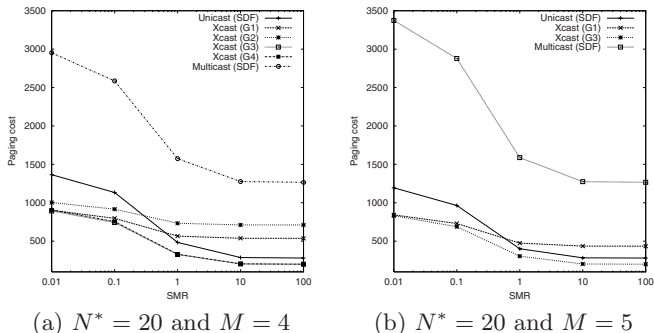 3500
3000
2500
2000
1500
1000
500
Paging cost
0.01 0.1 1 10 100
SMR
Unicast (SDF)
Xcast (G1)
Xcast (G2)
Xcast (G3)
Xcast (G4)
Multicast (SDF)
(a) N* = 20 and M = 4
3500
3000
2500
2000
1500
1000
500
Paging cost
0.01 0.1 1 10 100
SMR
Unicast (SDF)
Xcast (G1)
Xcast (G3)
Multicast (SDF)
(b) N* = 20 and M = 5